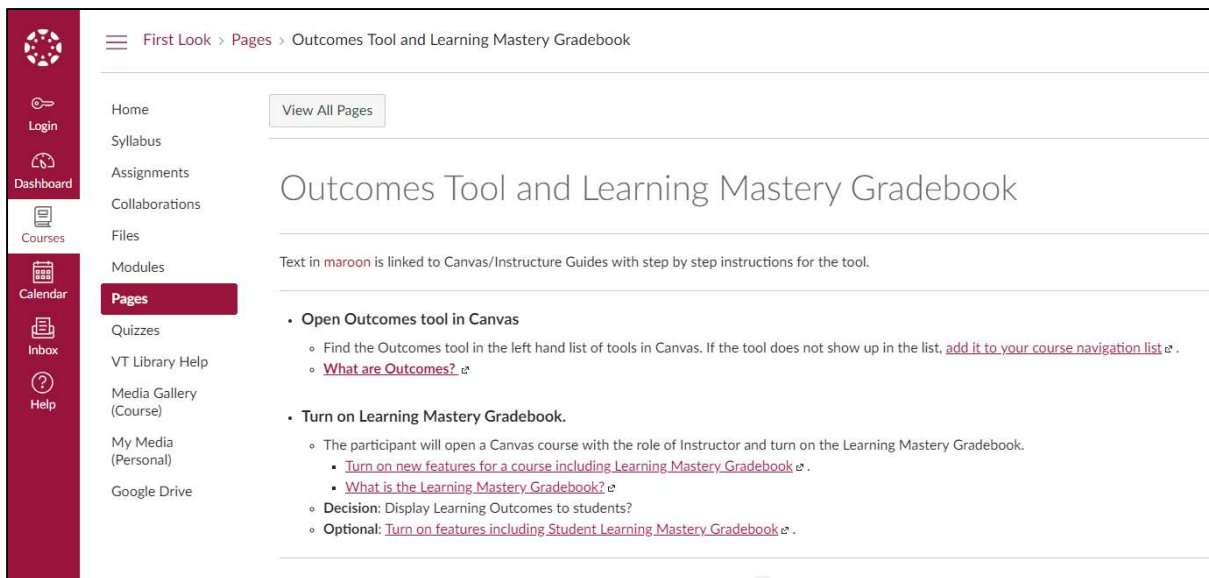 First Look > Pages > Outcomes Tool and Learning Mastery Gradebook
Login
Dashboard
Courses
Calendar
Inbox
Help
Home
Syllabus
Assignments
Collaborations
Files
Modules
Pages
Quizzes
VT Library Help
Media Gallery
(Course)
My Media
(Personal)
Google Drive
View All Pages
Outcomes Tool and Learning Mastery Gradebook
Text in maroon is linked to Canvas/Instructure Guides with step by step instructions for the tool.
• Open Outcomes tool in Canvas
◦ Find the Outcomes tool in the left hand list of tools in Canvas. If the tool does not show up in the list, add it to your course navigation list .
◦ What are Outcomes?
• Turn on Learning Mastery Gradebook.
◦ The participant will open a Canvas course with the role of Instructor and turn on the Learning Mastery Gradebook.
▪ Turn on new features for a course including Learning Mastery Gradebook .
▪ What is the Learning Mastery Gradebook?
◦ Decision: Display Learning Outcomes to students?
◦ Optional: Turn on features including Student Learning Mastery Gradebook .